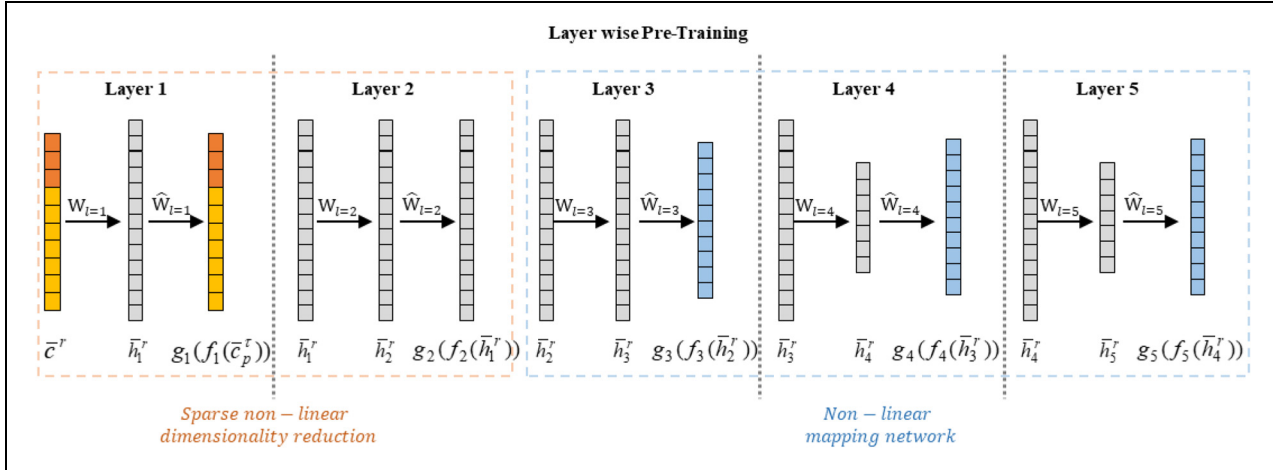 Layer wise Pre-Training
Layer 1 Layer 2 Layer 3 Layer 4 Layer 5
W_{l=1} Ŵ_{l=1} W_{l=2} Ŵ_{l=2} W_{l=3} Ŵ_{l=3} W_{l=4} Ŵ_{l=4} W_{l=5} Ŵ_{l=5}
c̄^r h̄_1^r g_1(f_1(c̄_p^r)) h̄_1^r h̄_2^r g_2(f_2(h̄_1^r)) h̄_2^r h̄_3^r g_3(f_3(h̄_2^r)) h̄_3^r h̄_4^r g_4(f_4(h̄_3^r)) h̄_4^r h̄_5^r g_5(f_5(h̄_4^r))
Sparse non − linear
dimensionality reduction
Non − linear
mapping network